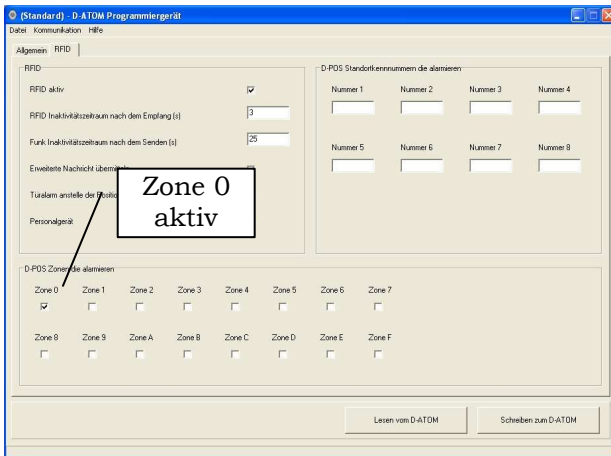 (Standard) - D-ATOM Programmiergerät
Datei Kommunikation Hilfe
Allgemein RFID
RFID
RFID aktiv
RFID Inaktivitätszeitraum nach dem Empfang (s) 3
Funk Inaktivitätszeitraum nach dem Senden (s) 25
Erweiterte Nachricht
Türalarm anstelle der
Personalgerät
Zone 0
aktiv
D-POS Standortkennnummern die alarmieren
Nummer 1 Nummer 2 Nummer 3 Nummer 4
Nummer 5 Nummer 6 Nummer 7 Nummer 8
D-POS Zonen die alarmieren
Zone 0 Zone 1 Zone 2 Zone 3 Zone 4 Zone 5 Zone 6 Zone 7
Zone 8 Zone 9 Zone A Zone B Zone C Zone D Zone E Zone F
Lesen vom D-ATOM Schreiben zum D-ATOM